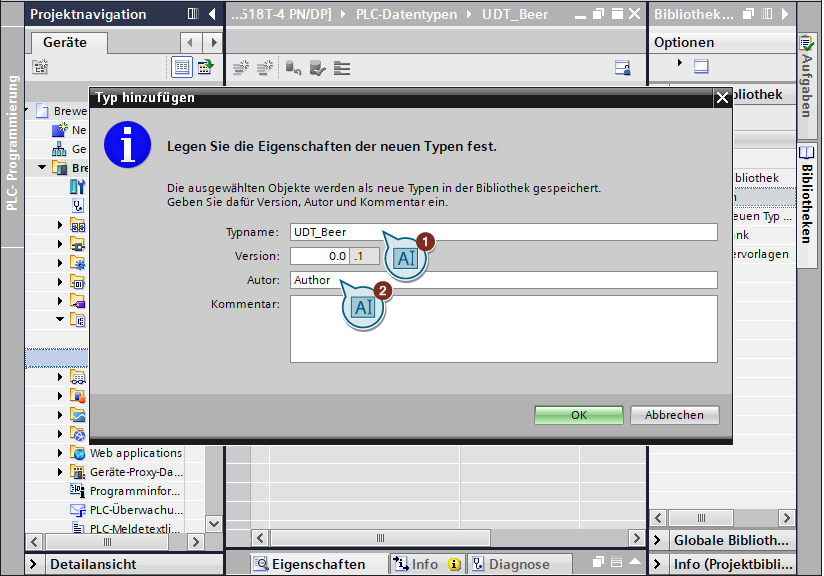 Projektnavigation
...518T-4 PN/DP]
PLC-Datentypen
UDT_Beer
Bibliothek...
Geräte
Optionen
PLC- Programmierung
Aufgaben
Bibliotheken
Typ hinzufügen
Legen Sie die Eigenschaften der neuen Typen fest.
Die ausgewählten Objekte werden als neue Typen in der Bibliothek gespeichert.
Geben Sie dafür Version, Autor und Kommentar ein.
Typname: UDT_Beer
1
Version: 0.0 .1
Autor: Author
2
Kommentar:
OK
Abbrechen
Brewe
Ne
Ge
Bre
bliothek
bliothek
n
euen Typ ...
nk
ervorlagen
Web applications
Geräte-Proxy-Da...
Programminfor...
PLC-Überwachu...
PLC-Meldetextli...
Detailansicht
Eigenschaften
Info
Diagnose
Globale Biblioth...
Info (Projektbibli...